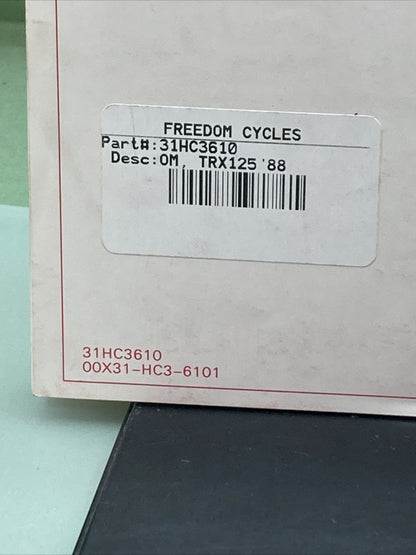 FREEDOM CYCLES
Part#:31HC3610
Desc:OM, TRX125 '88
31HC3610
00X31-HC3-6101